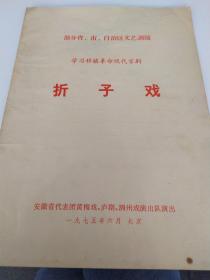 部分省、市、自治区文艺调演
学习移植革命现代京剧
折子戏
安徽省代表团黄梅戏、庐剧、泗州戏演出队演出
一九七五年六月 北京